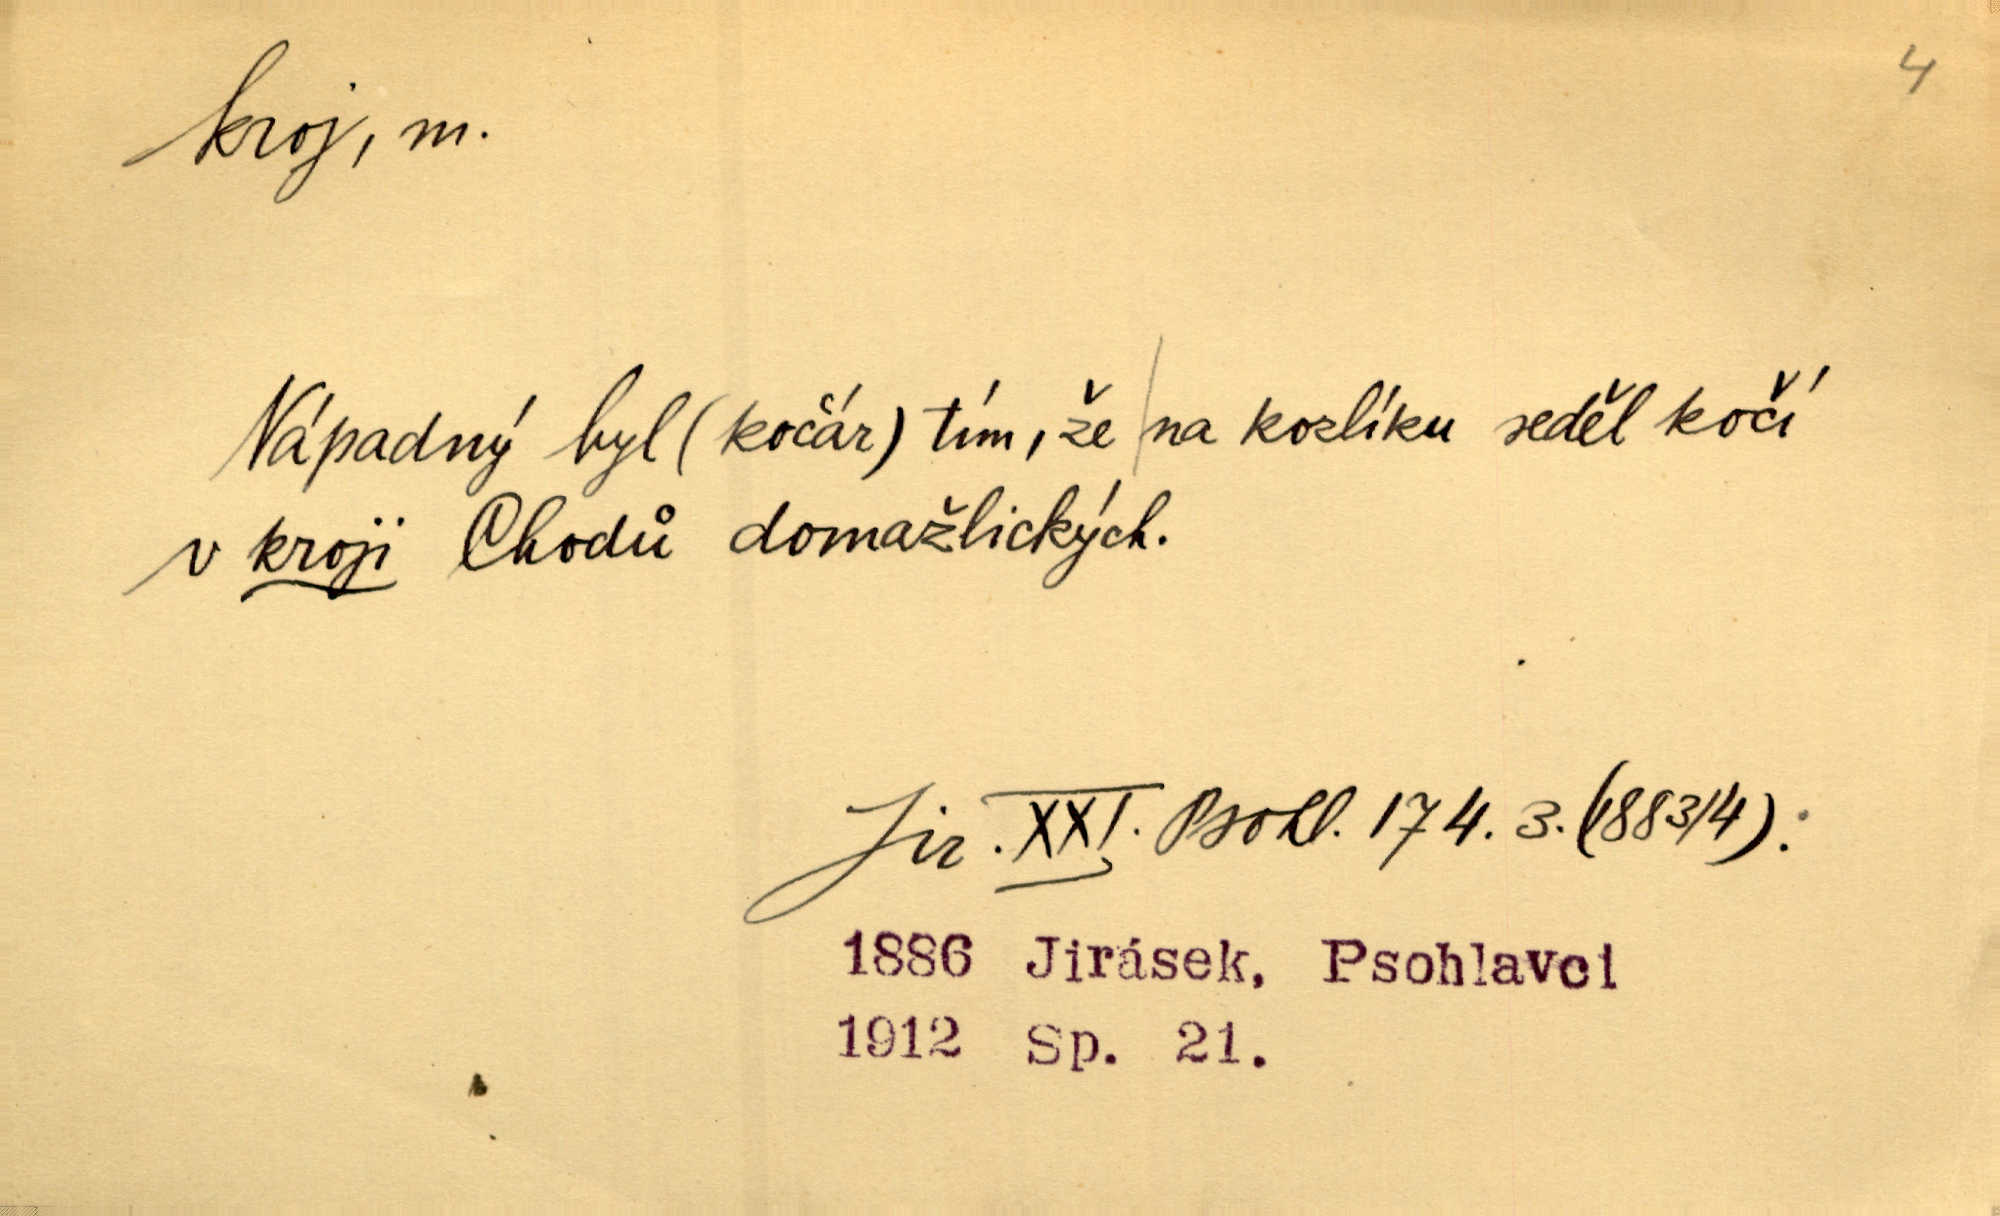 4
kroj, m.
Nápadný byl (kočár) tím, že | na kozlíku seděl kočí
v kroji Chodů domažlických.
Jir. XXI. Psohl. 174. 3. (1883/4).
1886 Jirásek, Psohlavci
1912 Sp. 21.